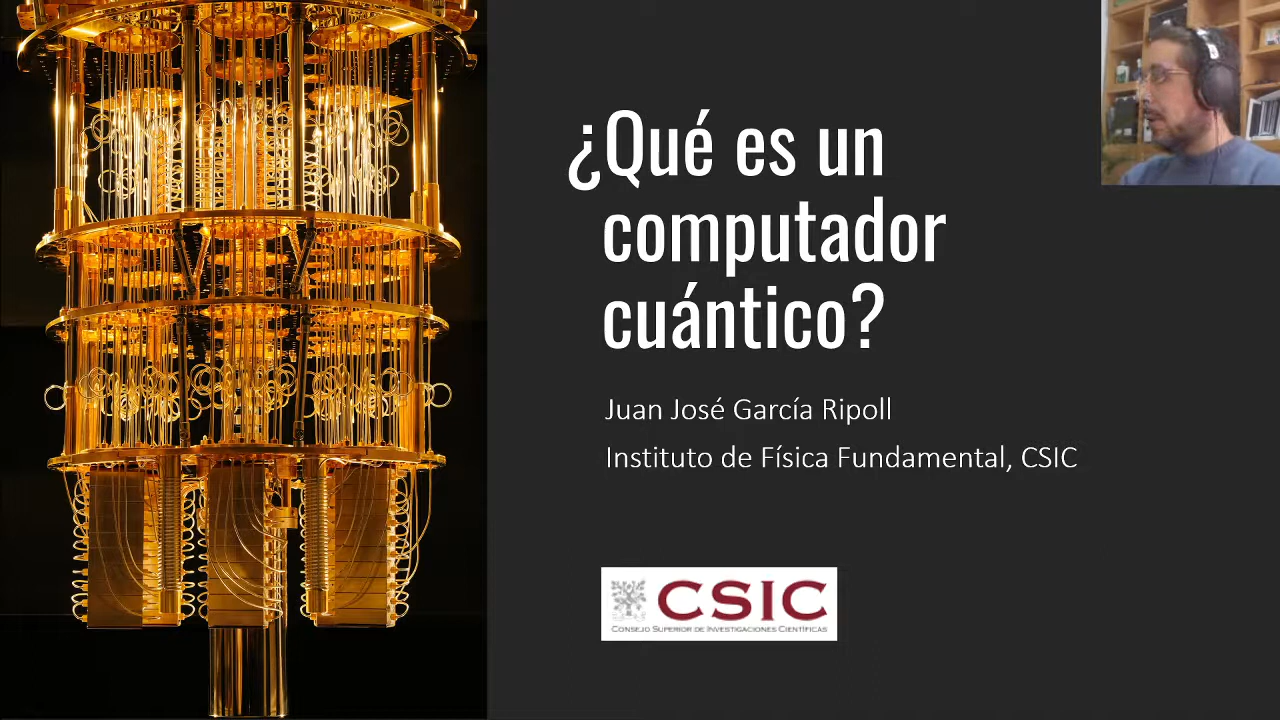 ¿Qué es un
computador
cuántico?
Juan José García Ripoll
Instituto de Física Fundamental, CSIC
CSIC
CONSEJO SUPERIOR DE INVESTIGACIONES CIENTÍFICAS